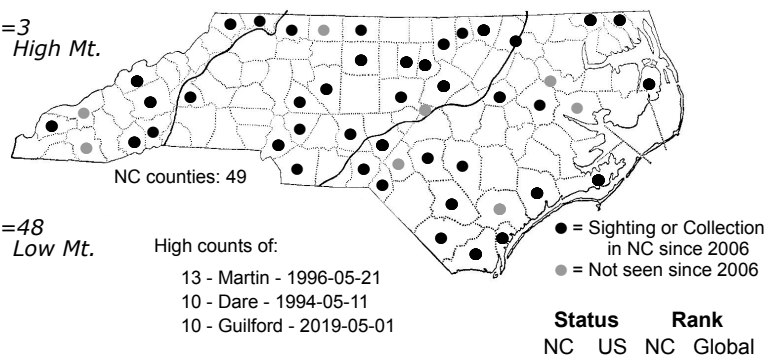 =3
High Mt.
NC counties: 49
=48
Low Mt.
High counts of:
13 - Martin - 1996-05-21
10 - Dare - 1994-05-11
10 - Guilford - 2019-05-01
● = Sighting or Collection
in NC since 2006
● = Not seen since 2006
Status Rank
NC US NC Global